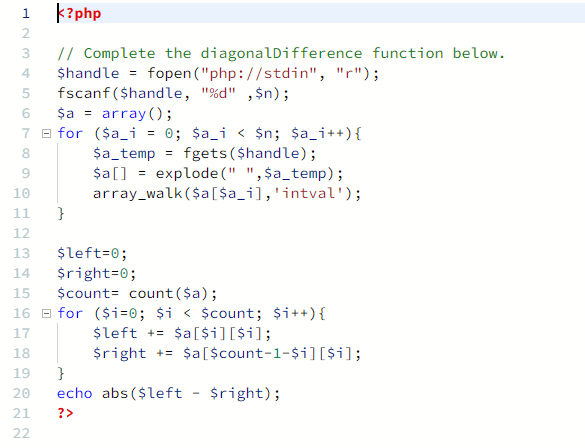 1 <?php
2
3 // Complete the diagonalDifference function below.
4 $handle = fopen("php://stdin", "r");
5 fscanf($handle, "%d" ,$n);
6 $a = array();
7 for ($a_i = 0; $a_i < $n; $a_i++){
8 $a_temp = fgets($handle);
9 $a[] = explode(" ",$a_temp);
10 array_walk($a[$a_i],'intval');
11 }
12
13 $left=0;
14 $right=0;
15 $count= count($a);
16 for ($i=0; $i < $count; $i++){
17 $left += $a[$i][$i];
18 $right += $a[$count-1-$i][$i];
19 }
20 echo abs($left - $right);
21 ?>
22